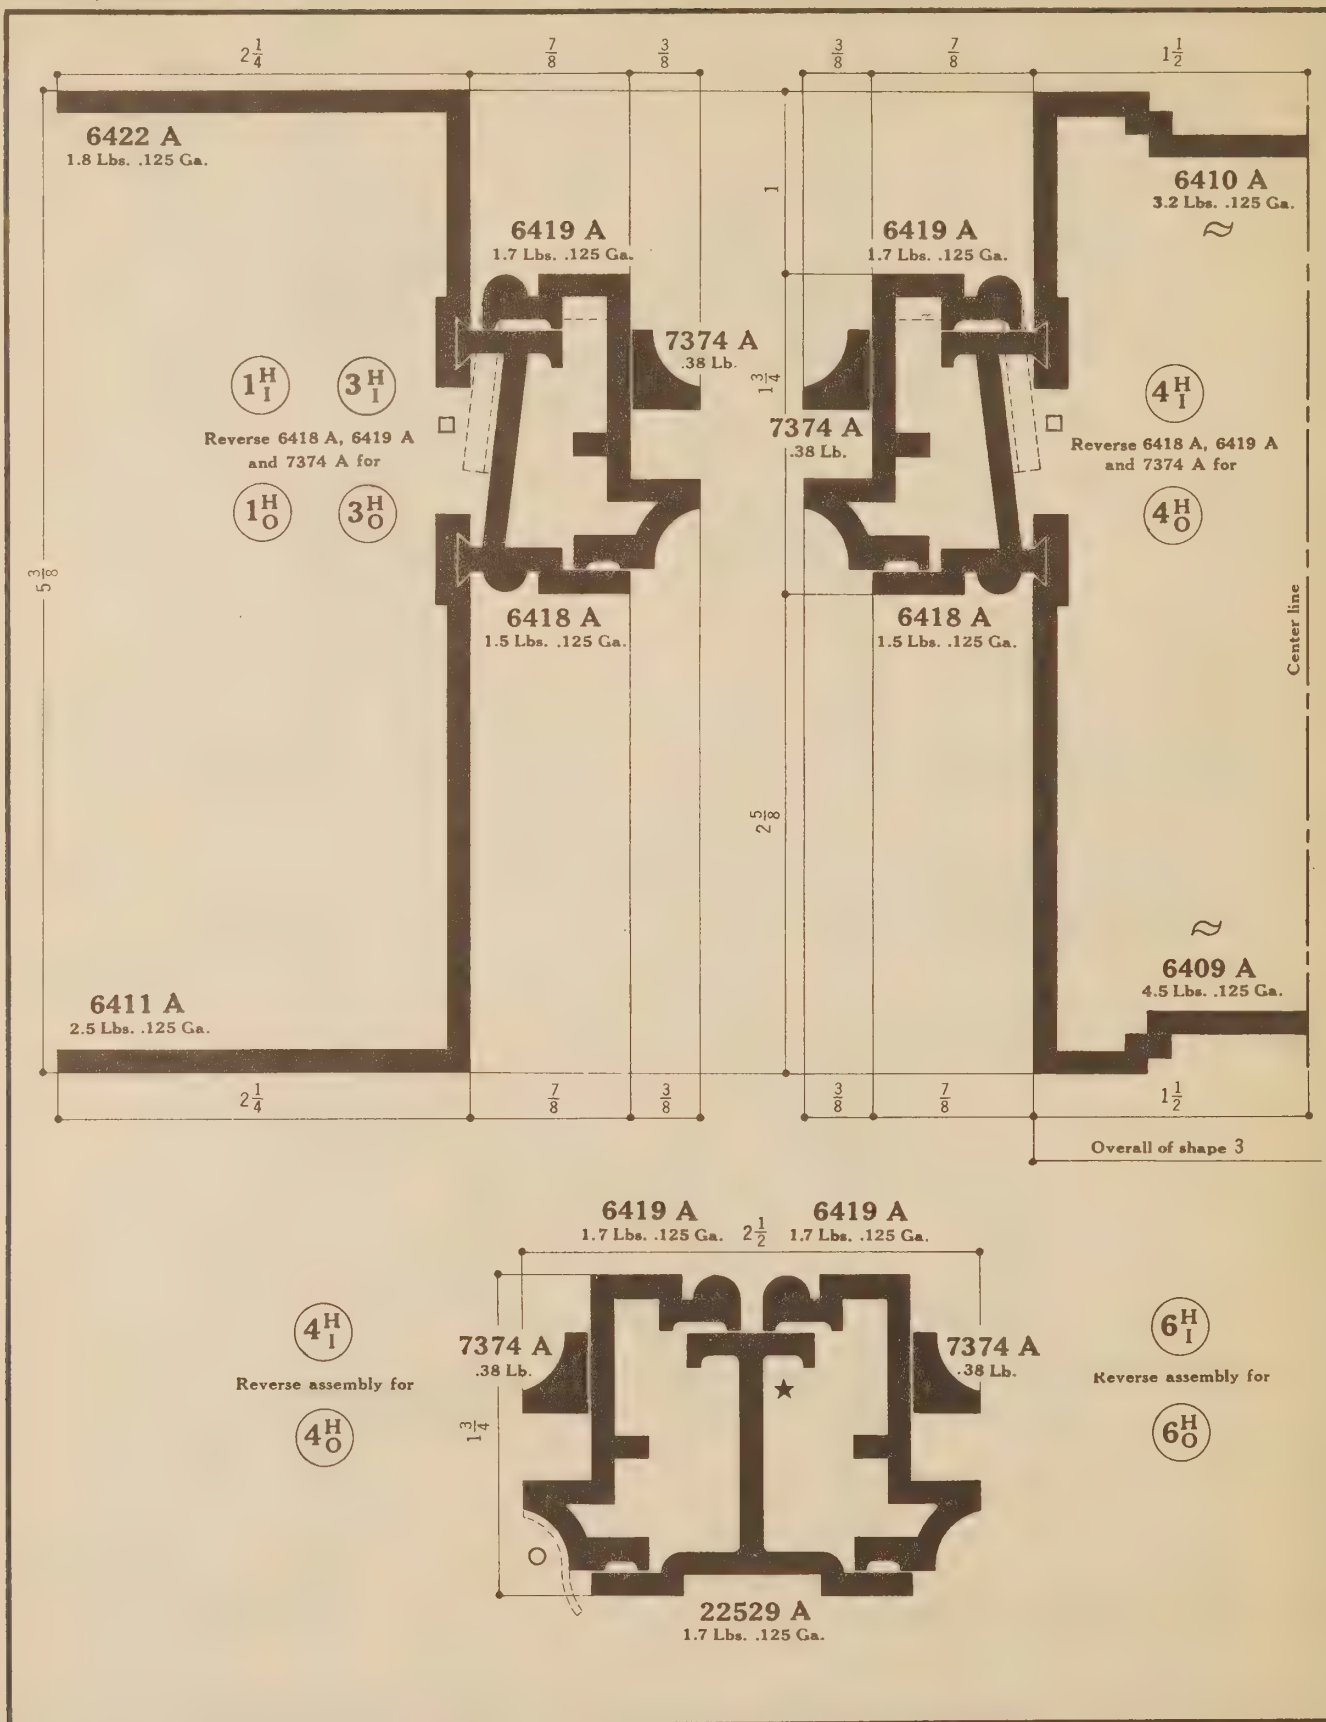 2 1/4 7/8 3/8 3/8 7/8 1 1/2
6422 A
1.8 Lbs. .125 Ga.
6410 A
3.2 Lbs. .125 Ga.
1
6419 A
1.7 Lbs. .125 Ga.
6419 A
1.7 Lbs. .125 Ga.
7374 A
.38 Lb.
1 3/4
7374 A
.38 Lb.
1 H I 3 H I
Reverse 6418 A, 6419 A
and 7374 A for
1 H O 3 H O
4 H I
Reverse 6418 A, 6419 A
and 7374 A for
4 H O
5 3/8
6418 A
1.5 Lbs. .125 Ga.
6418 A
1.5 Lbs. .125 Ga.
Center line
2 5/8
6411 A
2.5 Lbs. .125 Ga.
6409 A
4.5 Lbs. .125 Ga.
2 1/4 7/8 3/8 3/8 7/8 1 1/2
Overall of shape 3
6419 A
1.7 Lbs. .125 Ga.
2 1/2
6419 A
1.7 Lbs. .125 Ga.
4 H I
Reverse assembly for
4 H O
7374 A
.38 Lb.
1 3/4
7374 A
.38 Lb.
6 H I
Reverse assembly for
6 H O
22529 A
1.7 Lbs. .125 Ga.